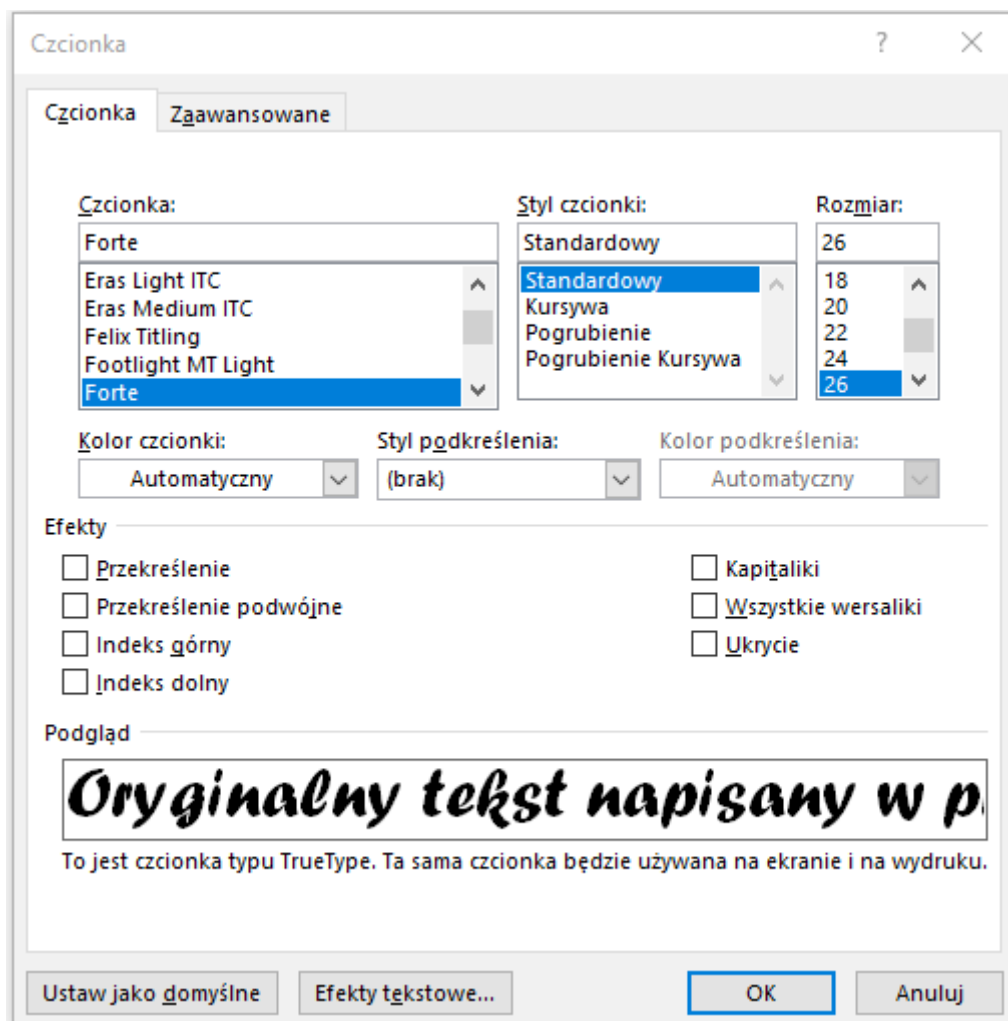 Czcionka ?
Czcionka Zaawansowane
Czcionka: Styl czcionki: Rozmiar:
Forte Standardowy 26
Eras Light ITC Standardowy 18
Eras Medium ITC Kursywa 20
Felix Titling Pogrubienie 22
Footlight MT Light Pogrubienie Kursywa 24
Forte 26
Kolor czcionki: Styl podkreślenia: Kolor podkreślenia:
Automatyczny (brak) Automatyczny
Efekty
Przekreślenie Kapitaliki
Przekreślenie podwójne Wszystkie wersaliki
Indeks górny Ukrycie
Indeks dolny
Podgląd
Oryginalny tekst napisany w p
To jest czcionka typu TrueType. Ta sama czcionka będzie używana na ekranie i na wydruku.
Ustaw jako domyślne Efekty tekstowe... OK Anuluj